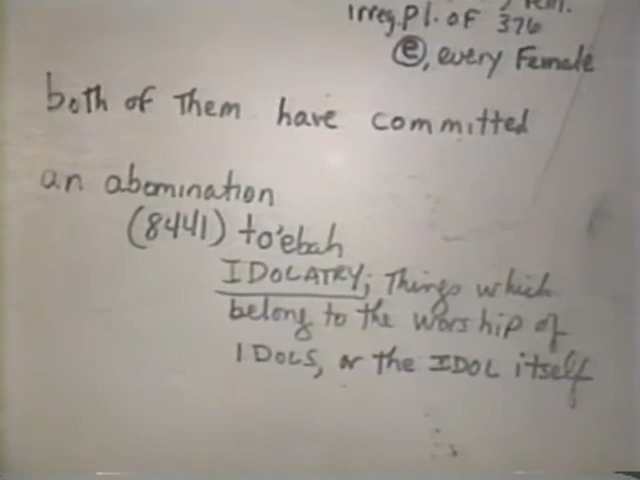 irreg. pl. of 376
ⓔ, every Female
both of Them have committed
an abomination
(8441) to'ebah
IDOLATRY; Things which
belong to the worship of
IDOLS, or the IDOL itself